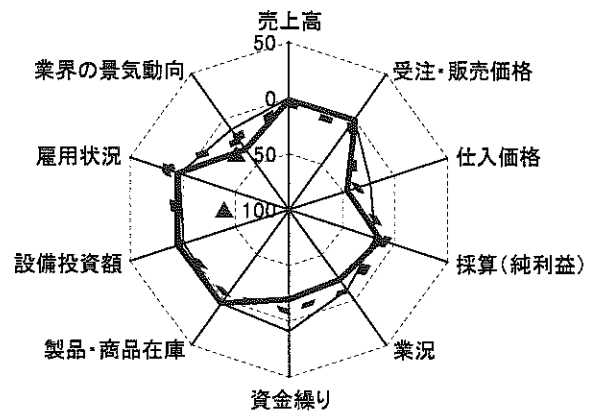 売上高
50
業界の景気動向
受注・販売価格
0
雇用状況
50
仕入価格
▲
100
設備投資額
採算(純利益)
製品・商品在庫
業況
資金繰り